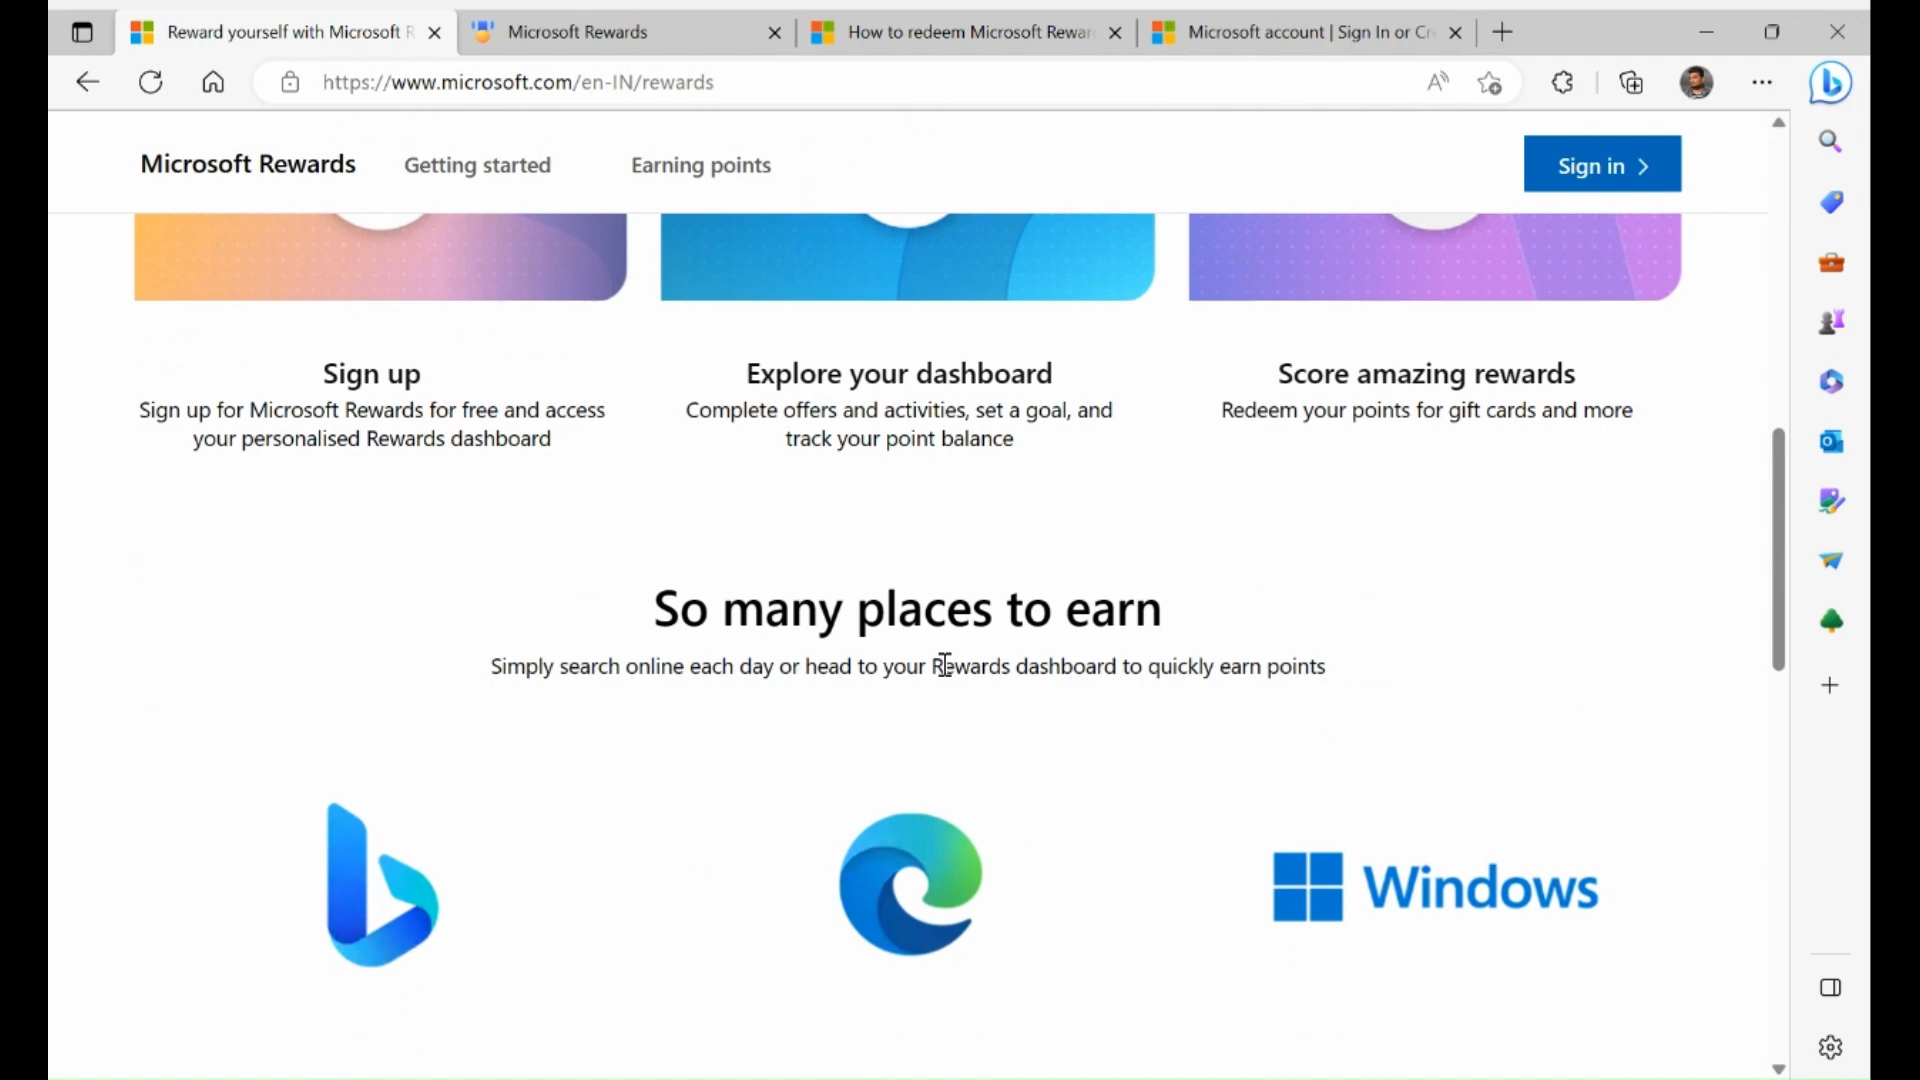 Reward yourself with Microsoft R
Microsoft Rewards
How to redeem Microsoft Rewar
Microsoft account | Sign In or Cr
https://www.microsoft.com/en-IN/rewards
Microsoft Rewards
Getting started
Earning points
Sign in
Sign up
Sign up for Microsoft Rewards for free and access
your personalised Rewards dashboard
Explore your dashboard
Complete offers and activities, set a goal, and
track your point balance
Score amazing rewards
Redeem your points for gift cards and more
So many places to earn
Simply search online each day or head to your Rewards dashboard to quickly earn points
Windows